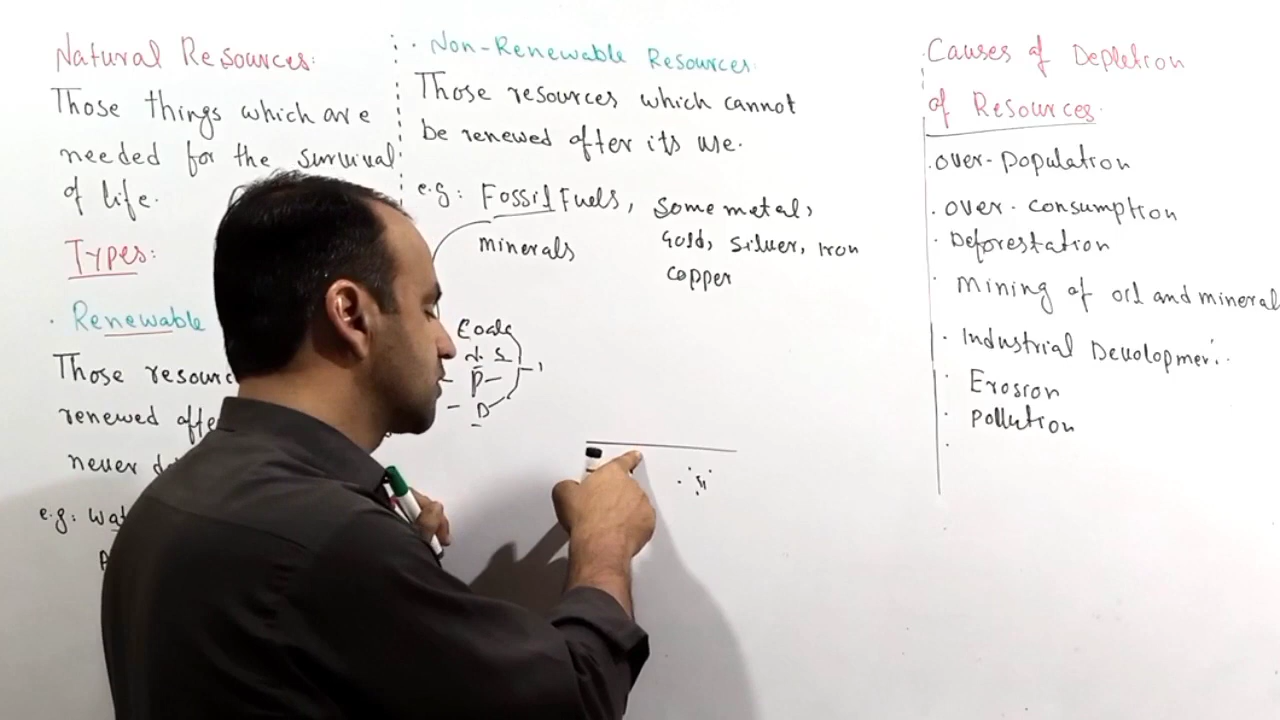 Natural Resources:
Those things which are
needed for the survival
of life.
Types:
. Renewable
Those resourc
renewed afte
never d
e.g: wat
A
. Non-Renewable Resources:
Those resources which cannot
be renewed after its use.
e.g: Fossil Fuels, some metal,
minerals Gold, Silver, Iron
copper
Coal
P
Causes of Depletion
of Resources.
. over-population
. over-consumption
. Deforestation
. mining of oil and mineral
. Industrial Development
. Erosion
. pollution
.